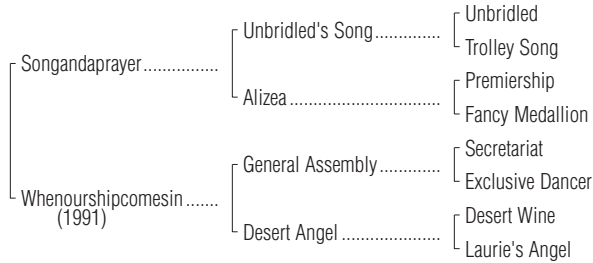 Unbridled
Unbridled's Song..............
Trolley Song
Songandaprayer................
Premiership
Alizea................................
Fancy Medallion
Secretariat
General Assembly.............
Exclusive Dancer
Whenourshipcomesin.......
(1991)
Desert Wine
Desert Angel.....................
Laurie's Angel